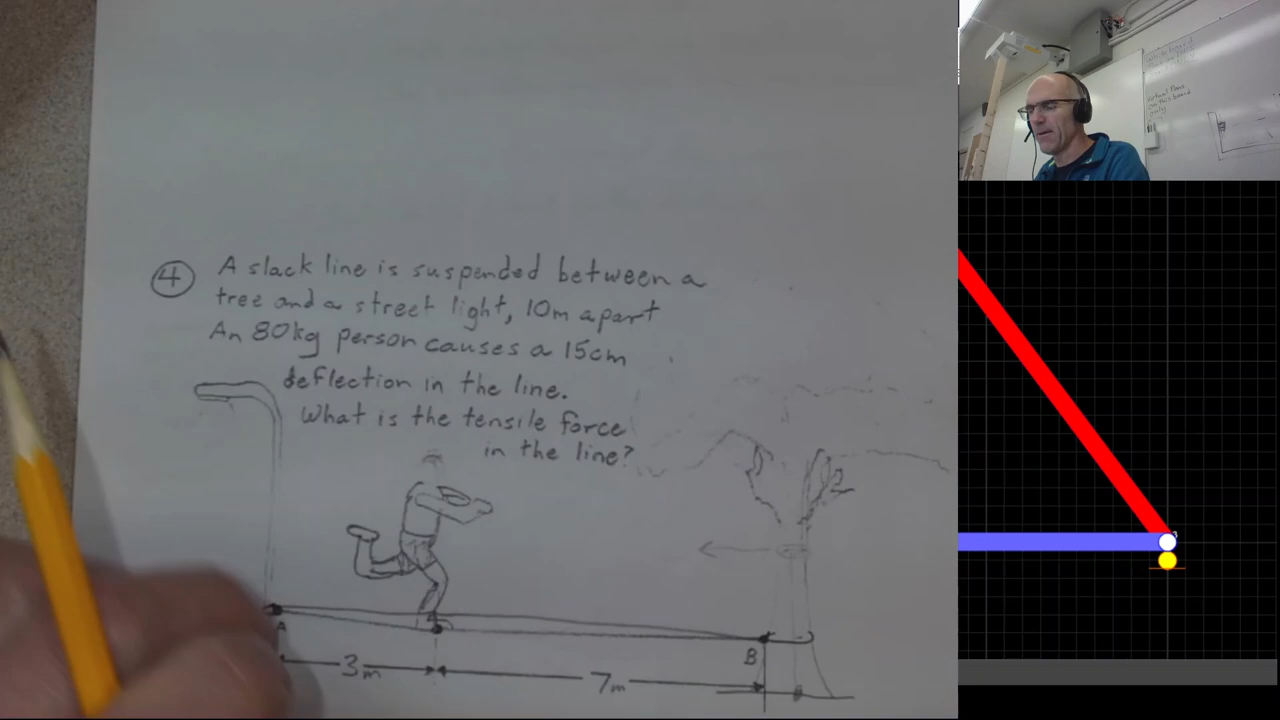 ④ A slack line is suspended between a
tree and a street light, 10m apart
An 80kg person causes a 15cm
deflection in the line.
What is the tensile force
in the line?
A
B
3m
7m